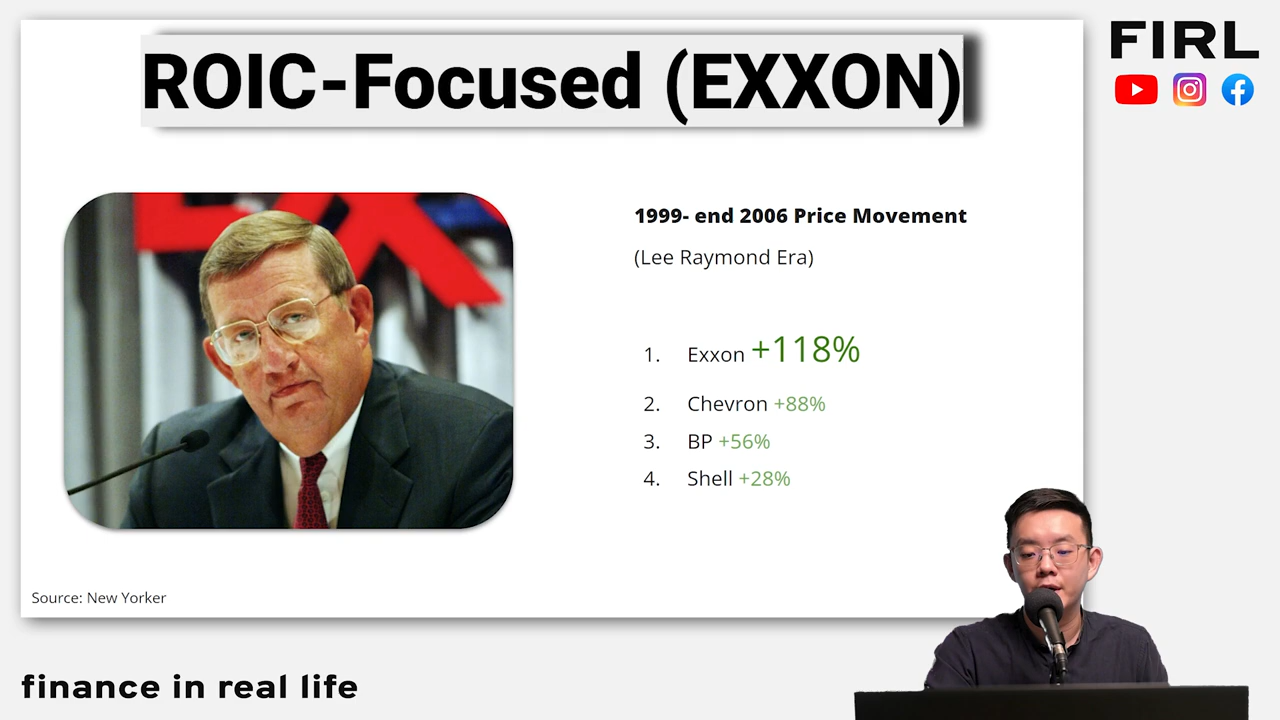 ROIC-Focused (EXXON)
FIRL
1999- end 2006 Price Movement
(Lee Raymond Era)
1. Exxon +118%
2. Chevron +88%
3. BP +56%
4. Shell +28%
Source: New Yorker
finance in real life